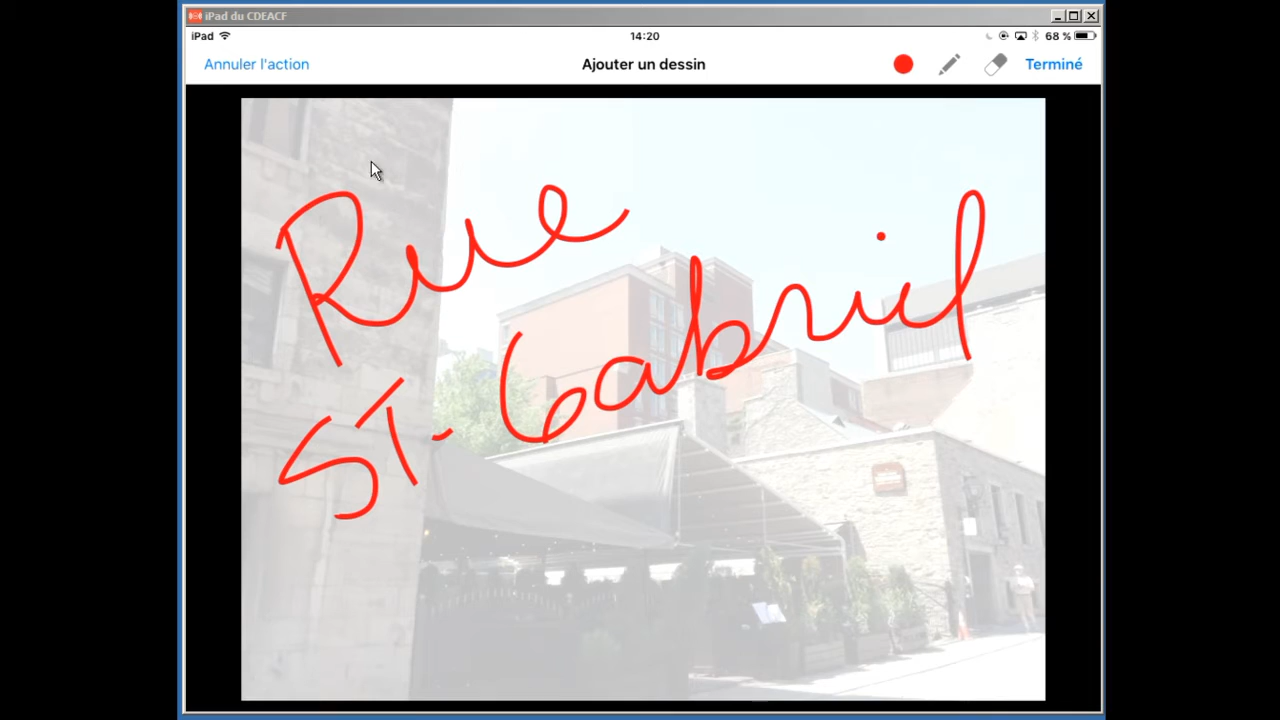 iPad du CDEACF
iPad 14:20 68 %
Annuler l'action Ajouter un dessin Terminé
Rue
ST-Gabriel